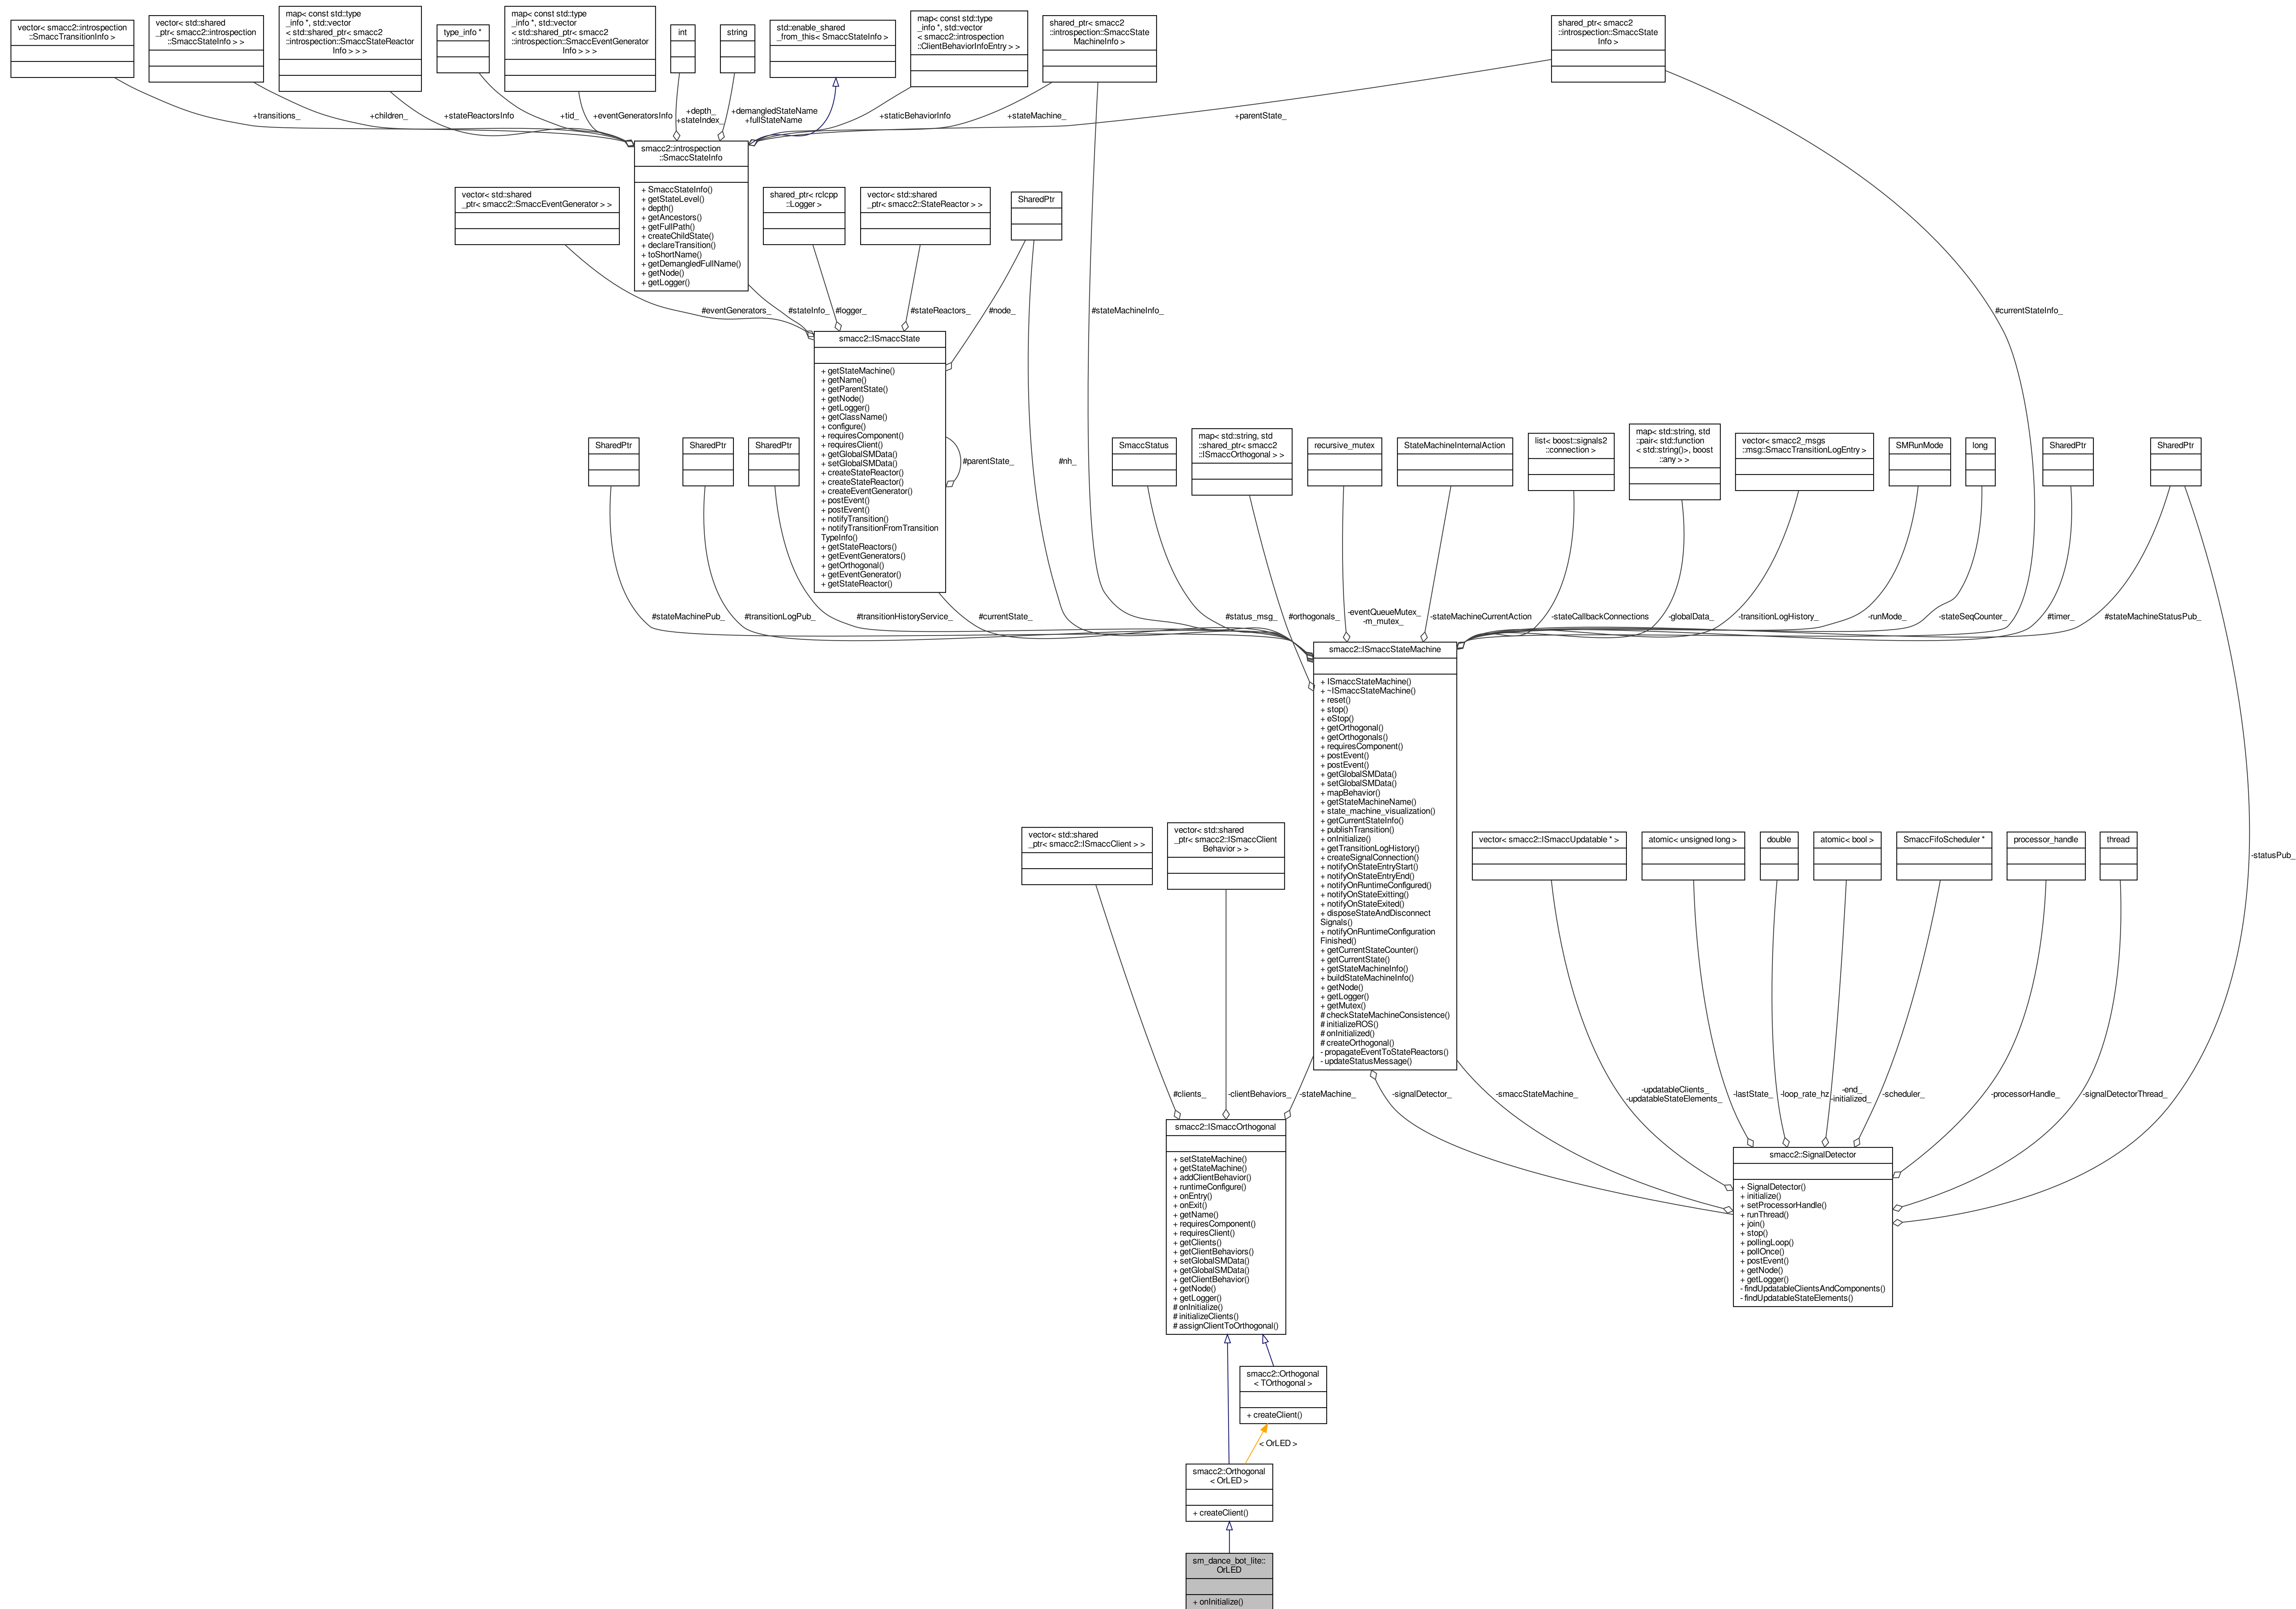 vector< smacc2::introspection
::SmaccTransitionInfo >
vector< std::shared
_ptr< smacc2::introspection
::SmaccStateInfo > >
map< const std::type
_info *, std::vector
< std::shared_ptr< smacc2
::introspection::SmaccStateReactor
Info > > >
type_info *
map< const std::type
_info *, std::vector
< std::shared_ptr< smacc2
::introspection::SmaccEventGenerator
Info > > >
int
string
std::enable_shared
_from_this< SmaccStateInfo >
map< const std::type
_info *, std::vector
< smacc2::introspection
::ClientBehaviorInfoEntry > >
shared_ptr< smacc2
::introspection::SmaccState
MachineInfo >
shared_ptr< smacc2
::introspection::SmaccState
Info >
+transitions_
+children_
+stateReactorsInfo
+tid_
+eventGeneratorsInfo
+depth_
+stateIndex_
+demangledStateName
+fullStateName
+staticBehaviorInfo
+stateMachine_
+parentState_
smacc2::introspection
::SmaccStateInfo
+ SmaccStateInfo()
+ getStateLevel()
+ depth()
+ getAncestors()
+ getFullPath()
+ createChildState()
+ declareTransition()
+ toShortName()
+ getDemangledFullName()
+ getNode()
+ getLogger()
vector< std::shared
_ptr< smacc2::SmaccEventGenerator > >
shared_ptr< rclcpp
::Logger >
vector< std::shared
_ptr< smacc2::StateReactor > >
SharedPtr
#eventGenerators_
#stateInfo_
#logger_
#stateReactors_
#node_
#stateMachineInfo_
#currentStateInfo_
smacc2::ISmaccState
+ getStateMachine()
+ getName()
+ getParentState()
+ getNode()
+ getLogger()
+ getClassName()
+ configure()
+ requiresComponent()
+ requiresClient()
+ getGlobalSMData()
+ setGlobalSMData()
+ createStateReactor()
+ createStateReactor()
+ createEventGenerator()
+ postEvent()
+ postEvent()
+ notifyTransition()
+ notifyTransitionFromTransition
TypeInfo()
+ getStateReactors()
+ getEventGenerators()
+ getOrthogonal()
+ getEventGenerator()
+ getStateReactor()
#parentState_
#nh_
SharedPtr
SharedPtr
SharedPtr
SmaccStatus
map< std::string, std
::shared_ptr< smacc2
::ISmaccOrthogonal > >
recursive_mutex
StateMachineInternalAction
list< boost::signals2
::connection >
map< std::string, std
::pair< std::function
< std::string()>, boost
::any > >
vector< smacc2_msgs
::msg::SmaccTransitionLogEntry >
SMRunMode
long
SharedPtr
SharedPtr
#stateMachinePub_
#transitionLogPub_
#transitionHistoryService_
#currentState_
#status_msg_
#orthogonals_
-eventQueueMutex_
-m_mutex_
-stateMachineCurrentAction
-stateCallbackConnections
-globalData_
-transitionLogHistory_
-runMode_
-stateSeqCounter_
#timer_
#stateMachineStatusPub_
smacc2::ISmaccStateMachine
+ ISmaccStateMachine()
+ ~ISmaccStateMachine()
+ reset()
+ stop()
+ eStop()
+ getOrthogonal()
+ getOrthogonals()
+ requiresComponent()
+ postEvent()
+ postEvent()
+ getGlobalSMData()
+ setGlobalSMData()
+ mapBehavior()
+ getStateMachineName()
+ state_machine_visualization()
+ getCurrentStateInfo()
+ publishTransition()
+ onInitialize()
+ getTransitionLogHistory()
+ createSignalConnection()
+ notifyOnStateEntryStart()
+ notifyOnStateEntryEnd()
+ notifyOnRuntimeConfigured()
+ notifyOnStateExitting()
+ notifyOnStateExited()
+ disposeStateAndDisconnect
Signals()
+ notifyOnRuntimeConfiguration
Finished()
+ getCurrentStateCounter()
+ getCurrentState()
+ getStateMachineInfo()
+ buildStateMachineInfo()
+ getNode()
+ getLogger()
+ getMutex()
# checkStateMachineConsistence()
# initializeROS()
# onInitialized()
# createOrthogonal()
- propagateEventToStateReactors()
- updateStatusMessage()
vector< std::shared
_ptr< smacc2::ISmaccClient > >
vector< std::shared
_ptr< smacc2::ISmaccClient
Behavior > >
vector< smacc2::ISmaccUpdatable * >
atomic< unsigned long >
double
atomic< bool >
SmaccFifoScheduler *
processor_handle
thread
-statusPub_
#clients_
-clientBehaviors_
-stateMachine_
-signalDetector_
-smaccStateMachine_
-updatableClients_
-updatableStateElements_
-lastState_
-loop_rate_hz
-end_
-initialized_
-scheduler_
-processorHandle_
-signalDetectorThread_
smacc2::ISmaccOrthogonal
+ setStateMachine()
+ getStateMachine()
+ addClientBehavior()
+ runtimeConfigure()
+ onEntry()
+ onExit()
+ getName()
+ requiresComponent()
+ requiresClient()
+ getClients()
+ getClientBehaviors()
+ setGlobalSMData()
+ getGlobalSMData()
+ getClientBehavior()
+ getNode()
+ getLogger()
# onInitialize()
# initializeClients()
# assignClientToOrthogonal()
smacc2::SignalDetector
+ SignalDetector()
+ initialize()
+ setProcessorHandle()
+ runThread()
+ join()
+ stop()
+ pollingLoop()
+ pollOnce()
+ postEvent()
+ getNode()
+ getLogger()
- findUpdatableClientsAndComponents()
- findUpdatableStateElements()
smacc2::Orthogonal
< TOrthogonal >
+ createClient()
< OrLED >
smacc2::Orthogonal
< OrLED >
+ createClient()
sm_dance_bot_lite::
OrLED
+ onInitialize()